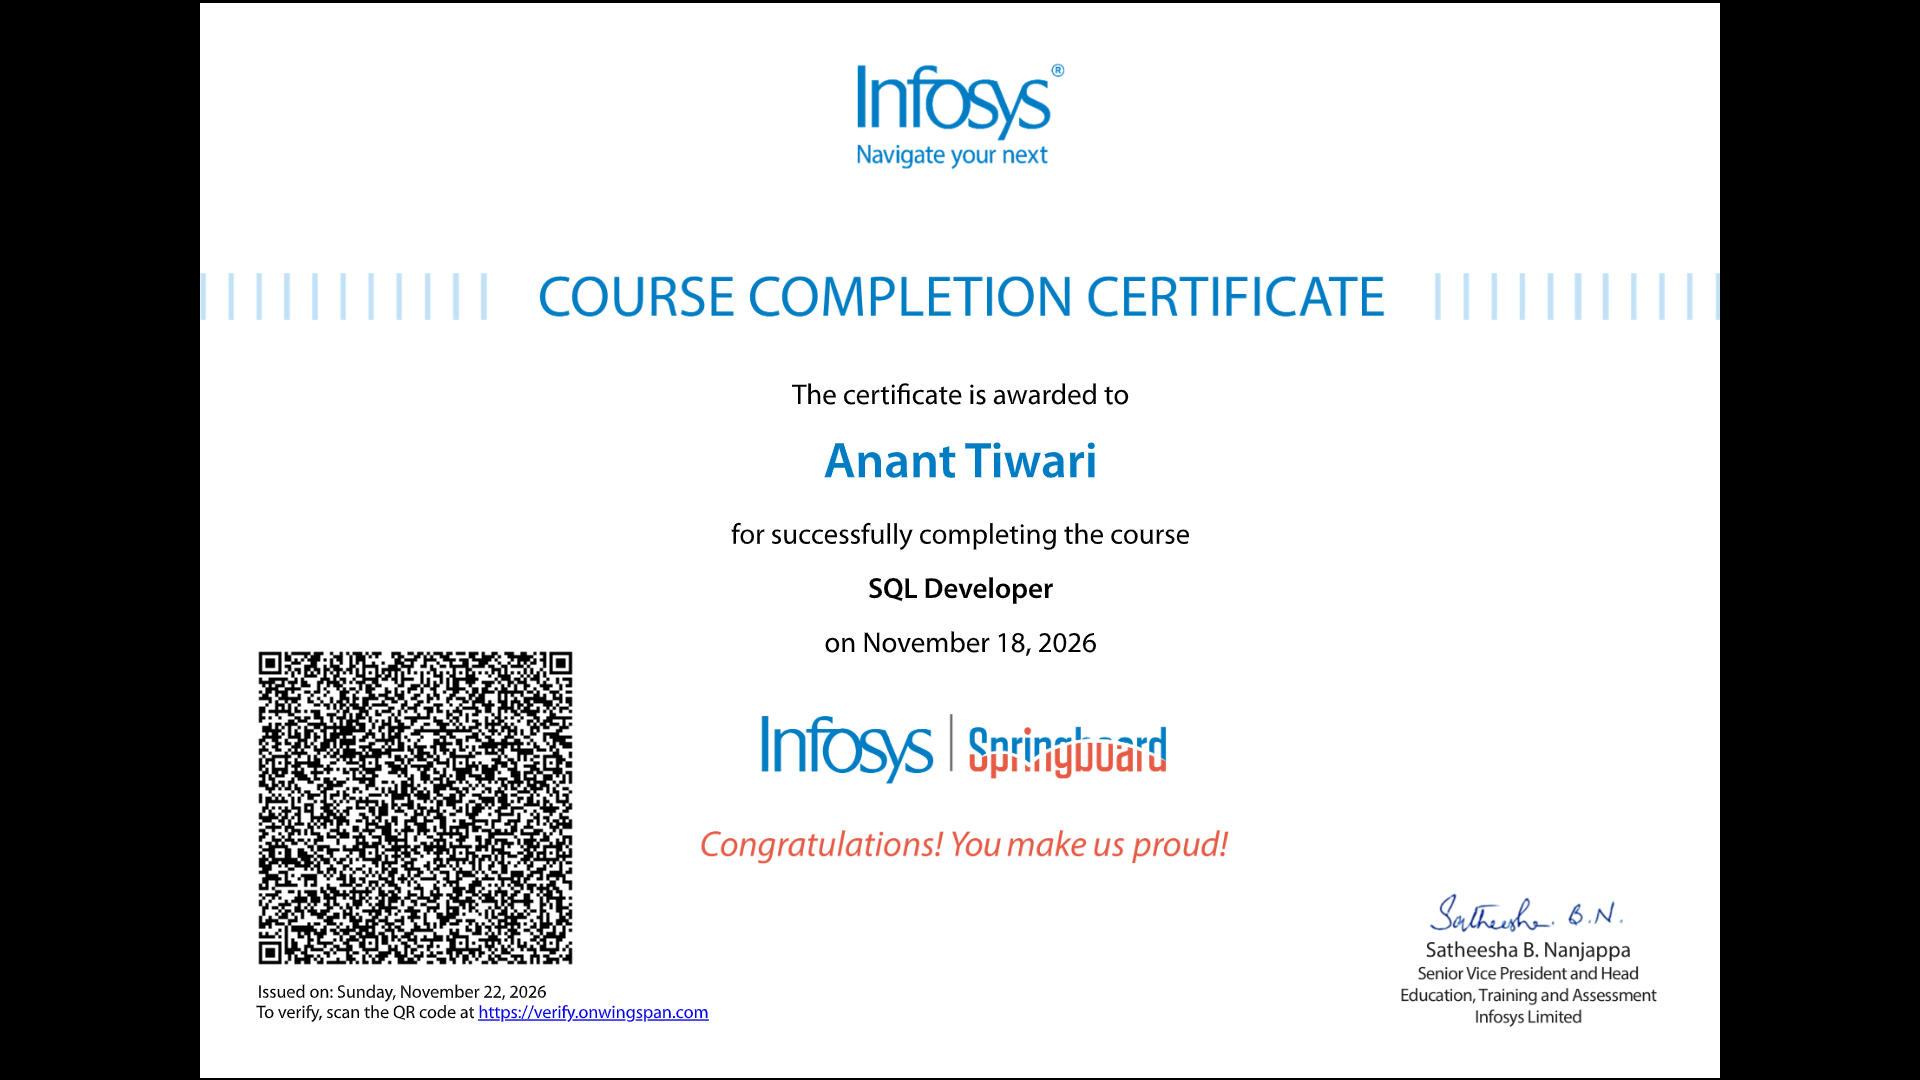 Infosys®
Navigate your next
COURSE COMPLETION CERTIFICATE
The certificate is awarded to
Anant Tiwari
for successfully completing the course
SQL Developer
on November 18, 2026
Infosys | Springboard
Congratulations! You make us proud!
Satheesha B.N.
Satheesha B. Nanjappa
Senior Vice President and Head
Education, Training and Assessment
Infosys Limited
Issued on: Sunday, November 22, 2026
To verify, scan the QR code at https://verify.onwingspan.com